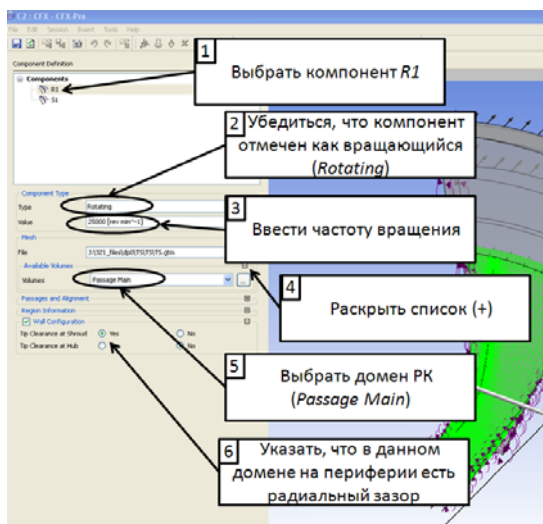 C2 : CFX - CFX-Pre
File Edit Session Insert Tools Help
Component Definition
Components
R1
S1
1
Выбрать компонент R1
2
Убедиться, что компонент
отмечен как вращающийся
(Rotating)
Component Type
Type
Rotating
Value
25000 [rev min^-1]
3
Ввести частоту вращения
Mesh
File
Available Volumes
Volumes
Passage Main
...
4
Раскрыть список (+)
Passages and Alignment
Region Information
Wall Configuration
Tip Clearance at Shroud
Yes
No
Tip Clearance at Hub
No
5
Выбрать домен РК
(Passage Main)
6
Указать, что в данном
домене на периферии есть
радиальный зазор